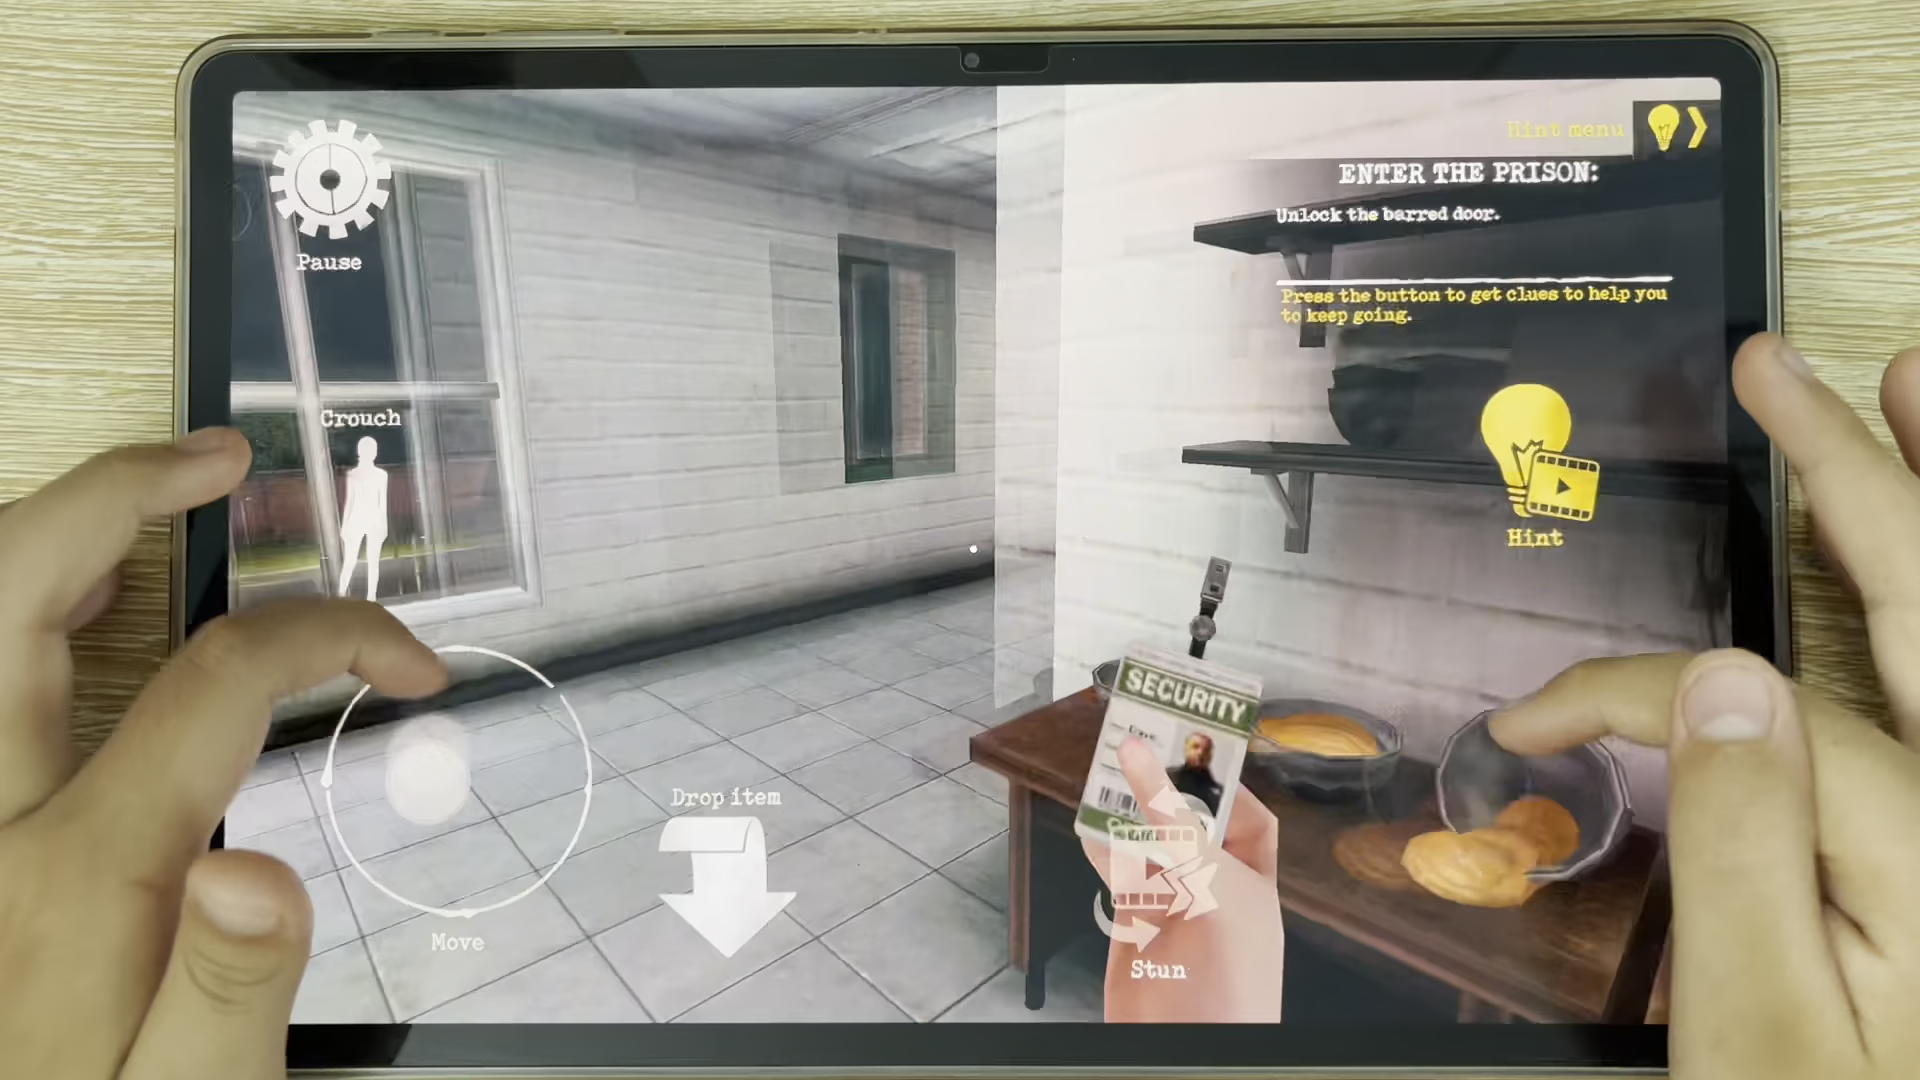 Hint menu
ENTER THE PRISON:
Unlock the barred door.
Pause
Press the button to get clues to help you
to keep going.
Crouch
Hint
SECURITY
Drop item
Move
Stun